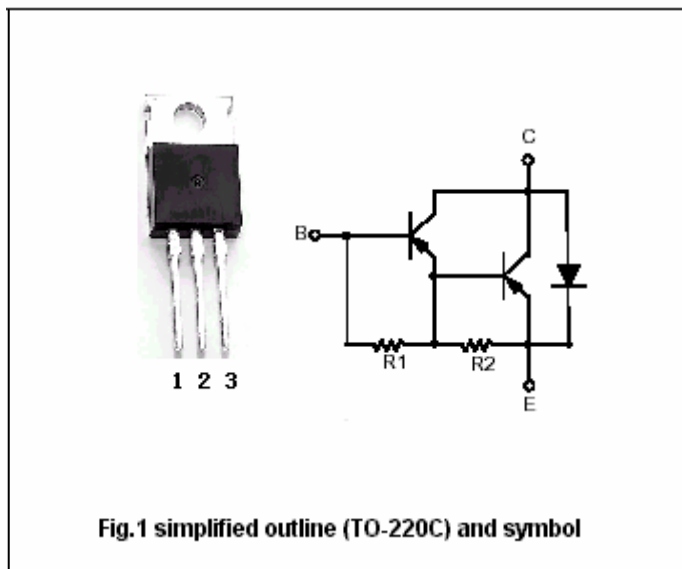 C
B
R1
R2
E
1 2 3
Fig.1 simplified outline (TO-220C) and symbol